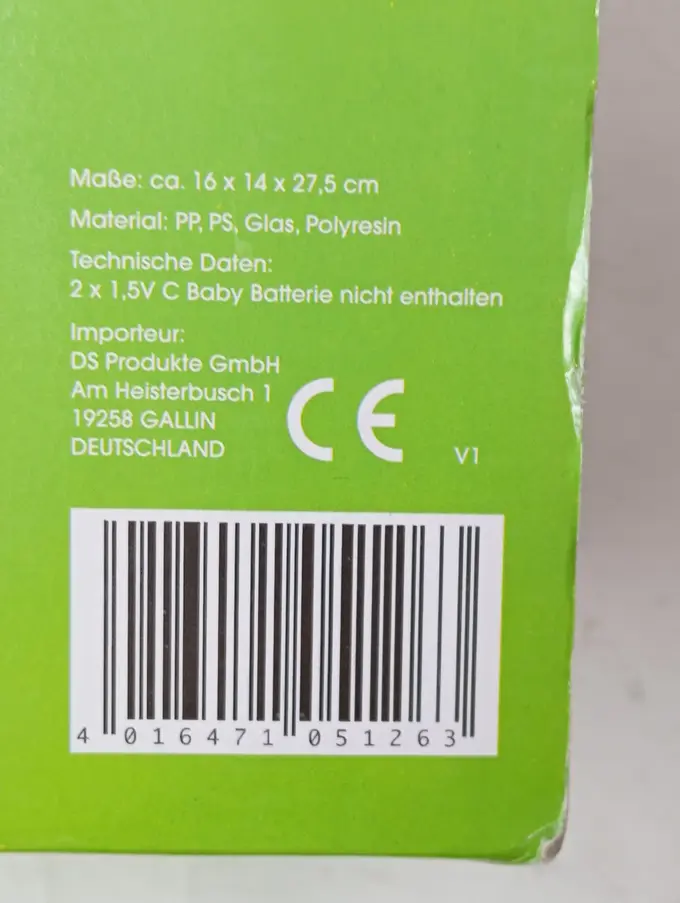 Maße: ca. 16 x 14 x 27,5 cm
Material: PP, PS, Glas, Polyresin
Technische Daten:
2 x 1,5V C Baby Batterie nicht enthalten
Importeur:
DS Produkte GmbH
Am Heisterbusch 1
19258 GALLIN
DEUTSCHLAND
CE
V1
4 016471 051263